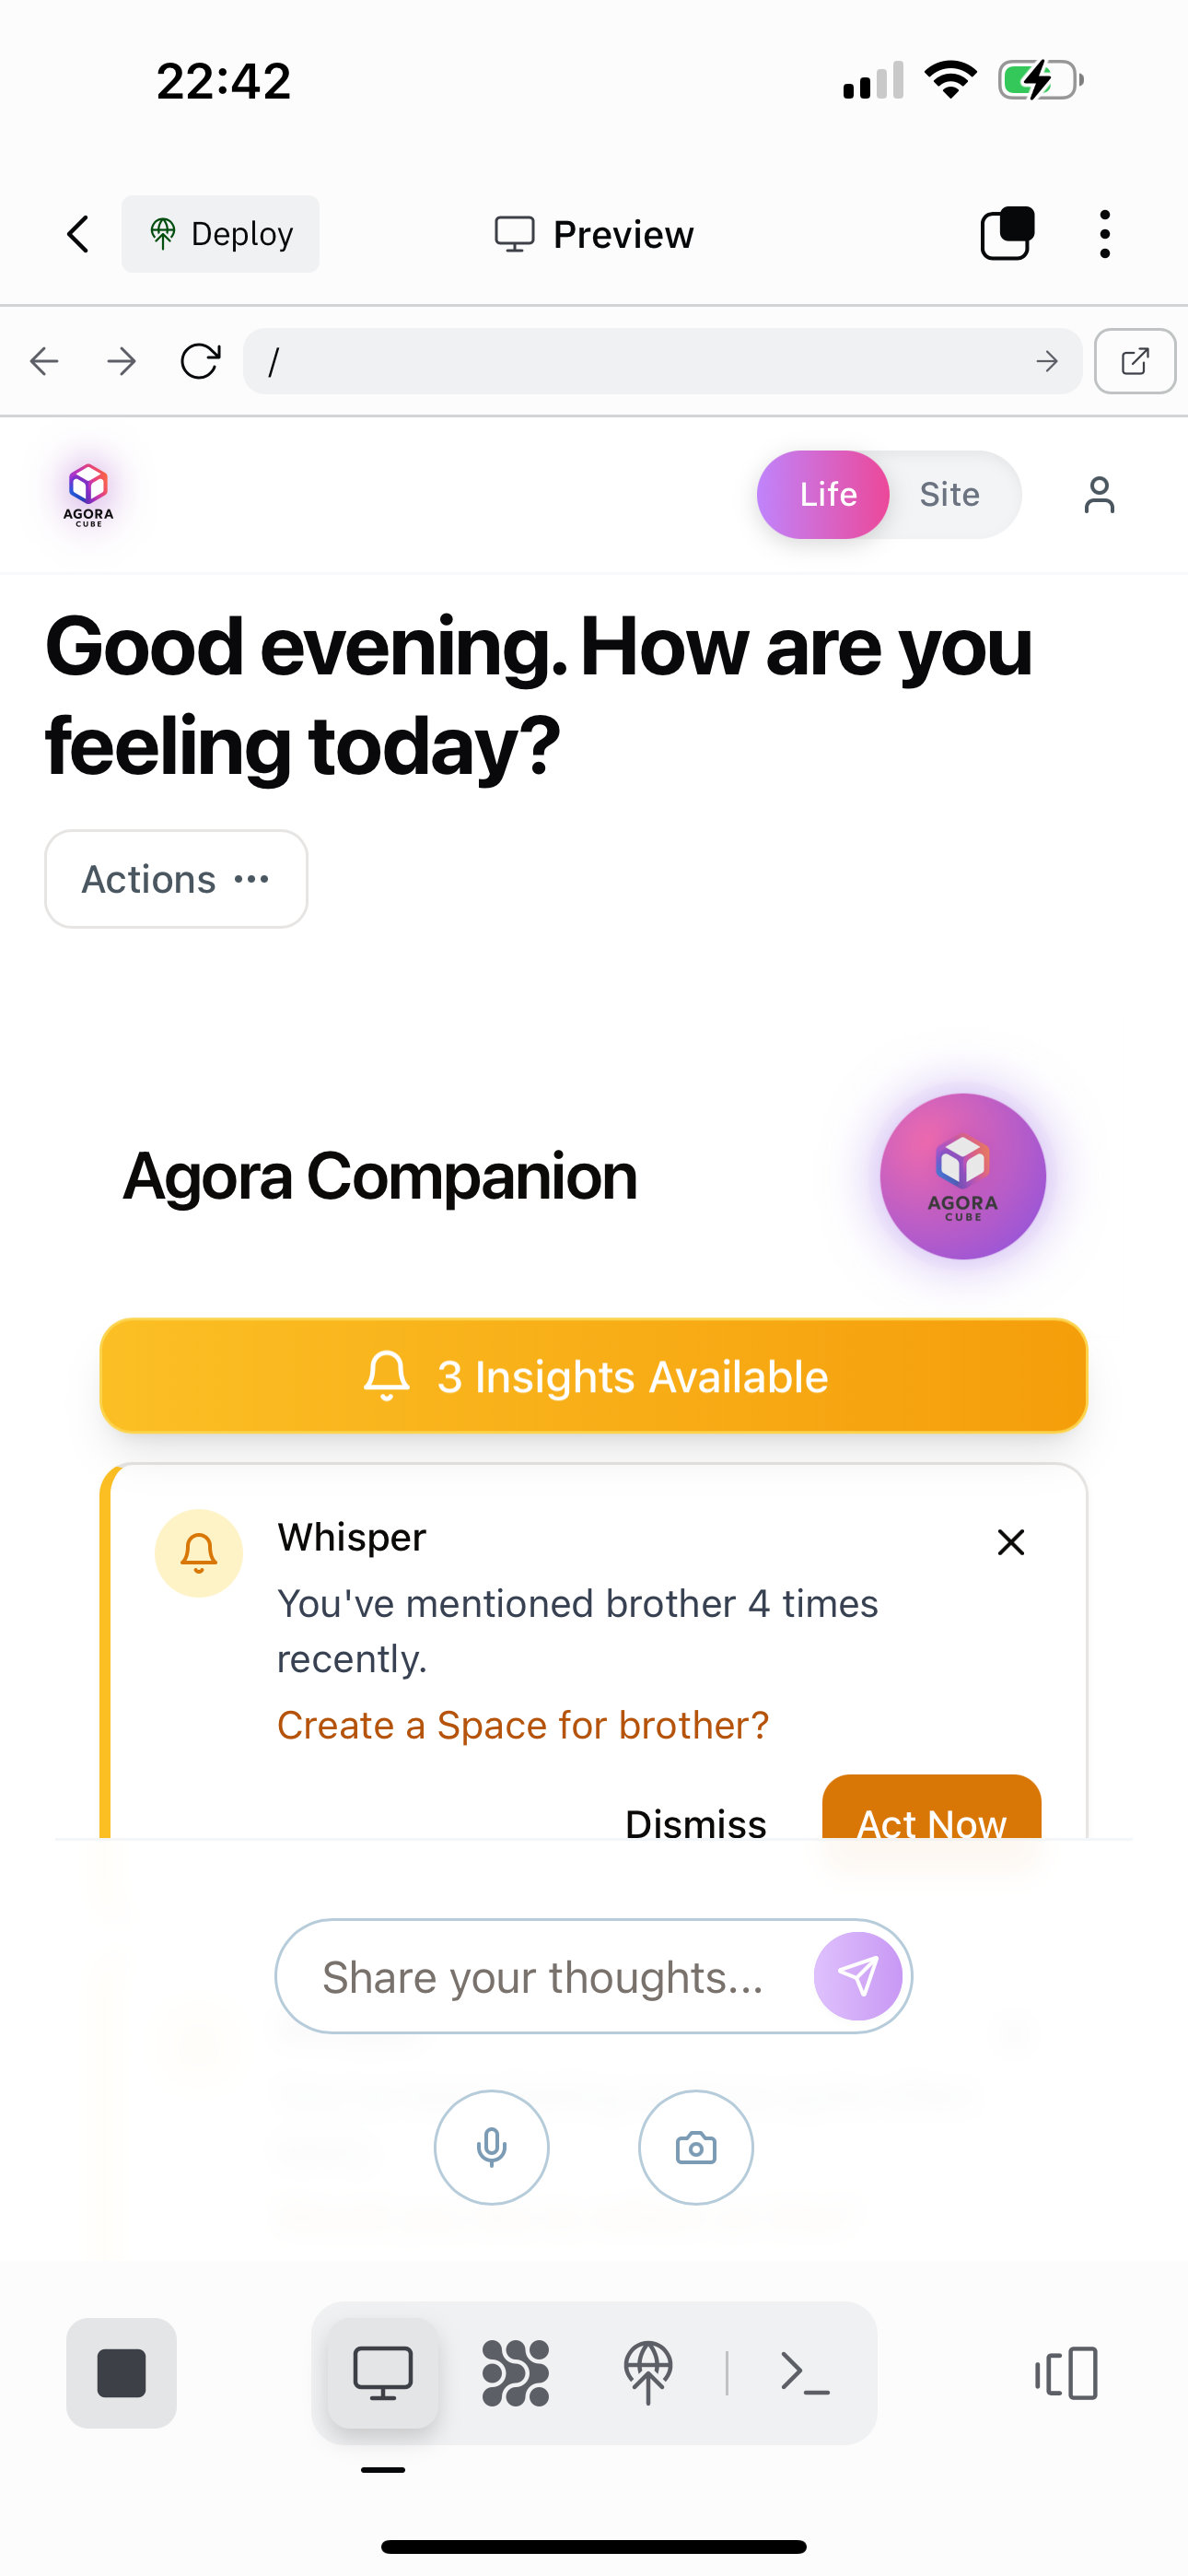 22:42
Deploy
Preview
/
AGORA
CUBE
Life
Site
Good evening. How are you
feeling today?
Actions
Agora Companion
AGORA
CUBE
3 Insights Available
Whisper
You've mentioned brother 4 times
recently.
Create a Space for brother?
Dismiss
Act Now
Share your thoughts...